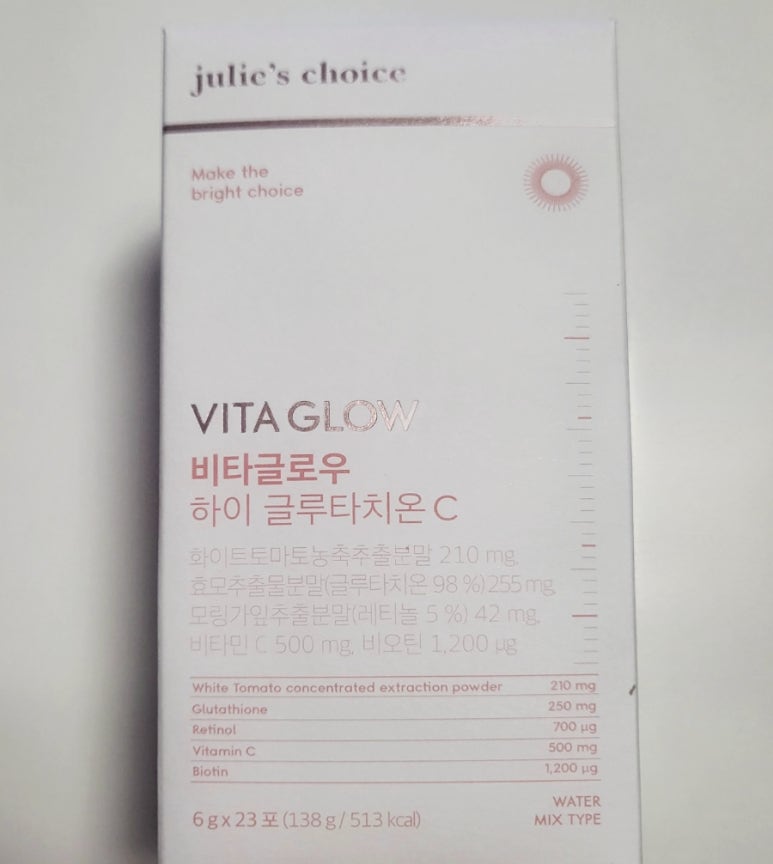 julie's choice
Make the
bright choice
VITA GLOW
비타글로우
하이 글루타치온 C
화이트토마토농축추출분말 210 mg,
효모추출물분말(글루타치온 98 %)255 mg,
모링가잎추출분말(레티놀 5 %) 42 mg,
비타민 C 500 mg, 비오틴 1,200 μg
White Tomato concentrated extraction powder 210 mg
Glutathione 250 mg
Retinol 700 μg
Vitamin C 500 mg
Biotin 1,200 μg
6 g x 23 포 (138 g / 513 kcal)
WATER
MIX TYPE